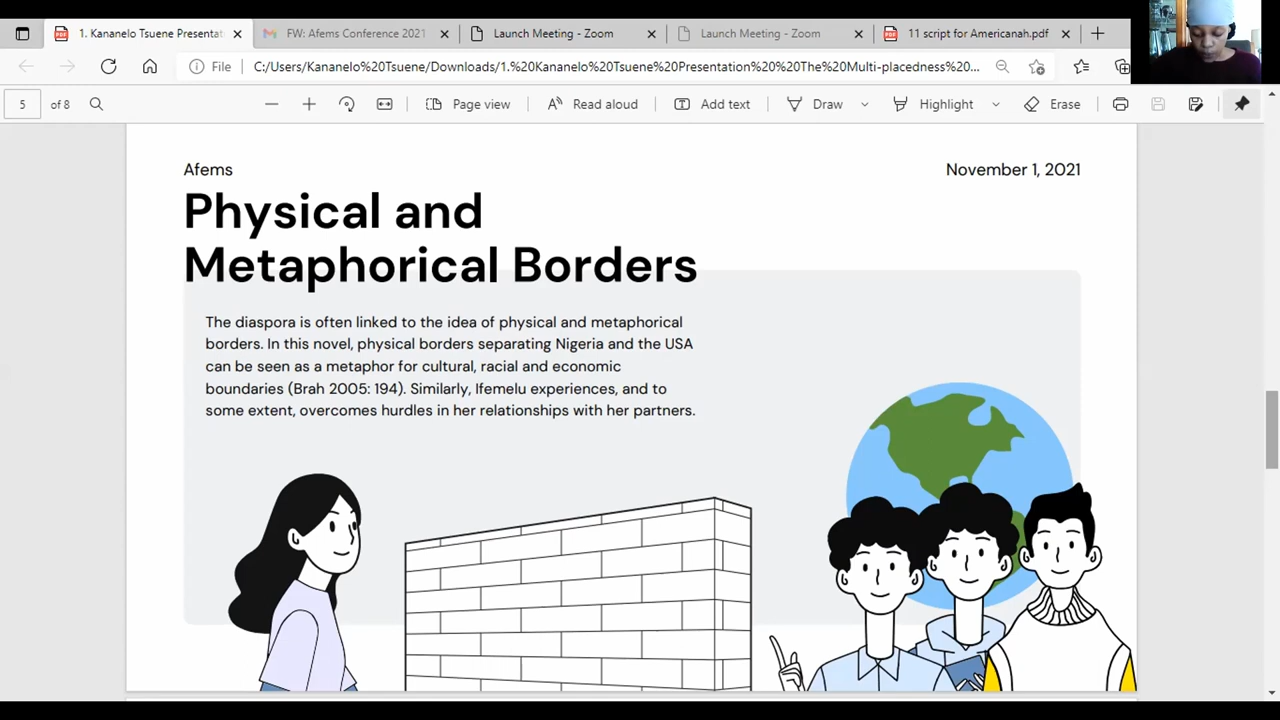 1. Kananelo Tsuene Presentat
FW: Afems Conference 2021
Launch Meeting - Zoom
Launch Meeting - Zoom
11 script for Americanah.pdf
File
C:/Users/Kananelo%20Tsuene/Downloads/1.%20Kananelo%20Tsuene%20Presentation%20%20The%20Multi-placedness%20...
5 of 8
Page view
Read aloud
Add text
Draw
Highlight
Erase
Afems
November 1, 2021
Physical and
Metaphorical Borders
The diaspora is often linked to the idea of physical and metaphorical
borders. In this novel, physical borders separating Nigeria and the USA
can be seen as a metaphor for cultural, racial and economic
boundaries (Brah 2005: 194). Similarly, Ifemelu experiences, and to
some extent, overcomes hurdles in her relationships with her partners.